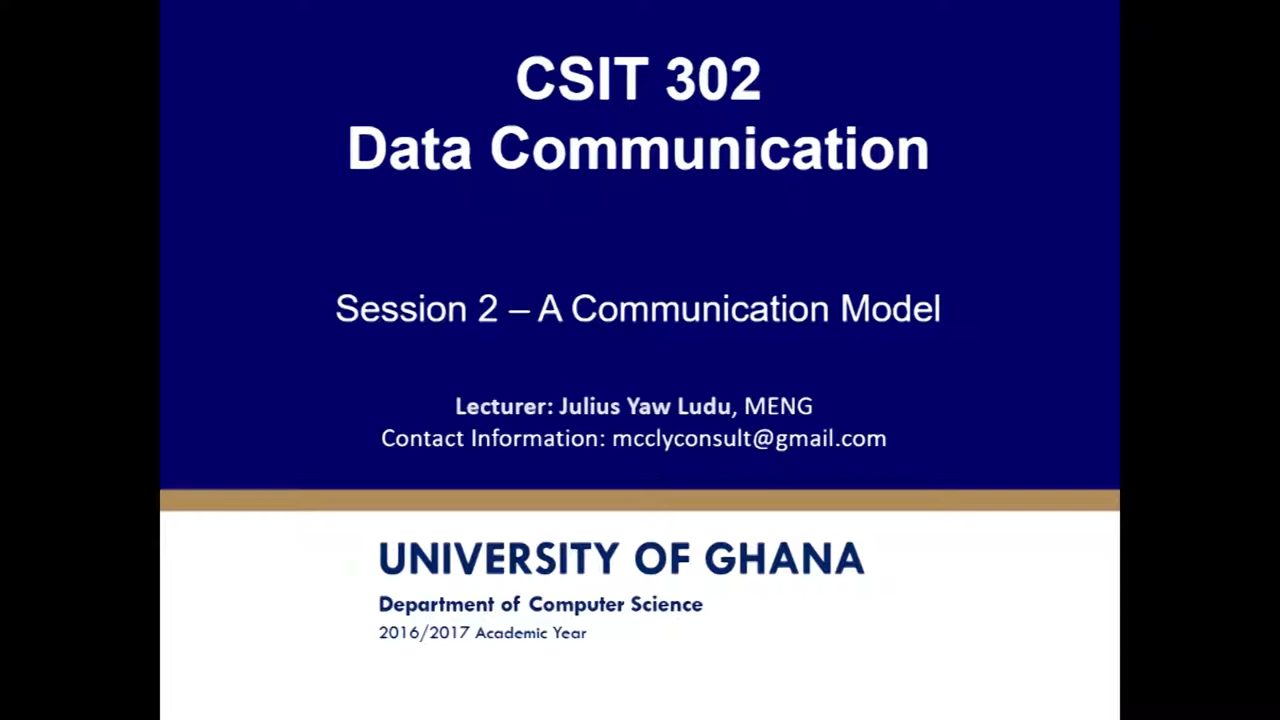 CSIT 302
Data Communication
Session 2 – A Communication Model
Lecturer: Julius Yaw Ludu, MENG
Contact Information: mcclyconsult@gmail.com
UNIVERSITY OF GHANA
Department of Computer Science
2016/2017 Academic Year